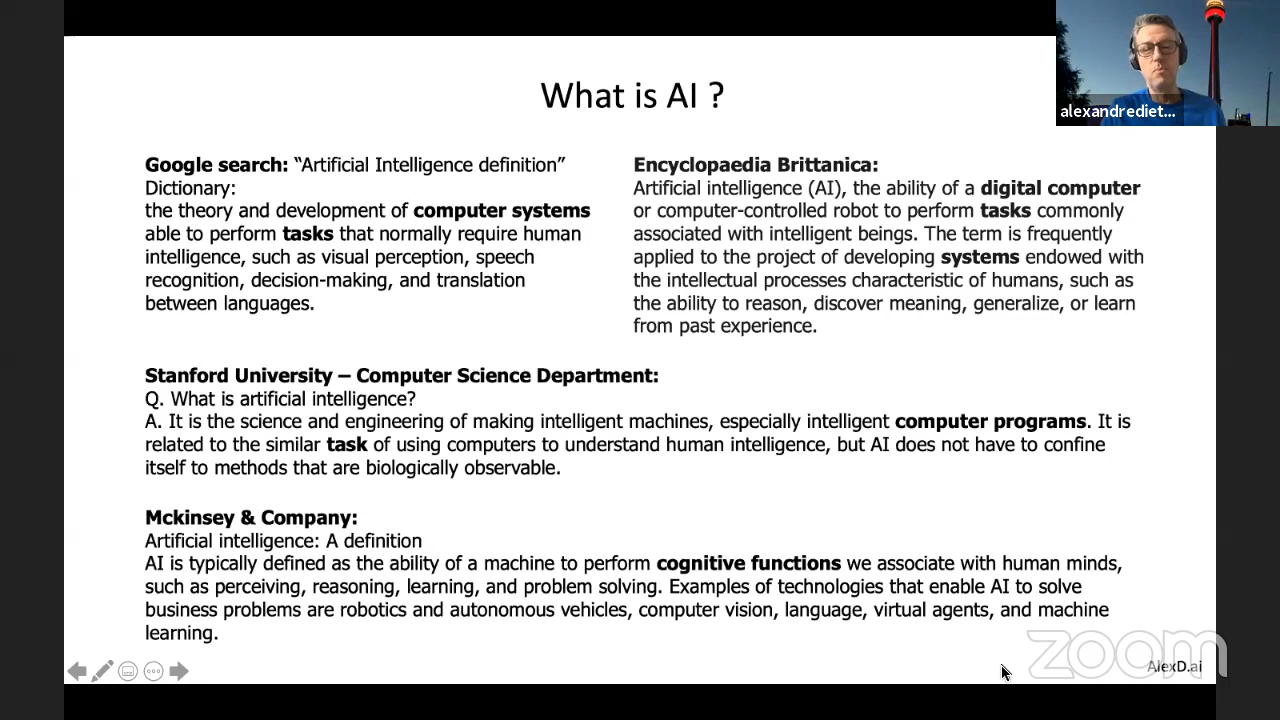 What is AI ?
alexandrediet...
Google search: “Artificial Intelligence definition”
Dictionary:
the theory and development of computer systems
able to perform tasks that normally require human
intelligence, such as visual perception, speech
recognition, decision-making, and translation
between languages.
Encyclopaedia Brittanica:
Artificial intelligence (AI), the ability of a digital computer
or computer-controlled robot to perform tasks commonly
associated with intelligent beings. The term is frequently
applied to the project of developing systems endowed with
the intellectual processes characteristic of humans, such as
the ability to reason, discover meaning, generalize, or learn
from past experience.
Stanford University – Computer Science Department:
Q. What is artificial intelligence?
A. It is the science and engineering of making intelligent machines, especially intelligent computer programs. It is
related to the similar task of using computers to understand human intelligence, but AI does not have to confine
itself to methods that are biologically observable.
Mckinsey & Company:
Artificial intelligence: A definition
AI is typically defined as the ability of a machine to perform cognitive functions we associate with human minds,
such as perceiving, reasoning, learning, and problem solving. Examples of technologies that enable AI to solve
business problems are robotics and autonomous vehicles, computer vision, language, virtual agents, and machine
learning.
zoom
AlexD.ai